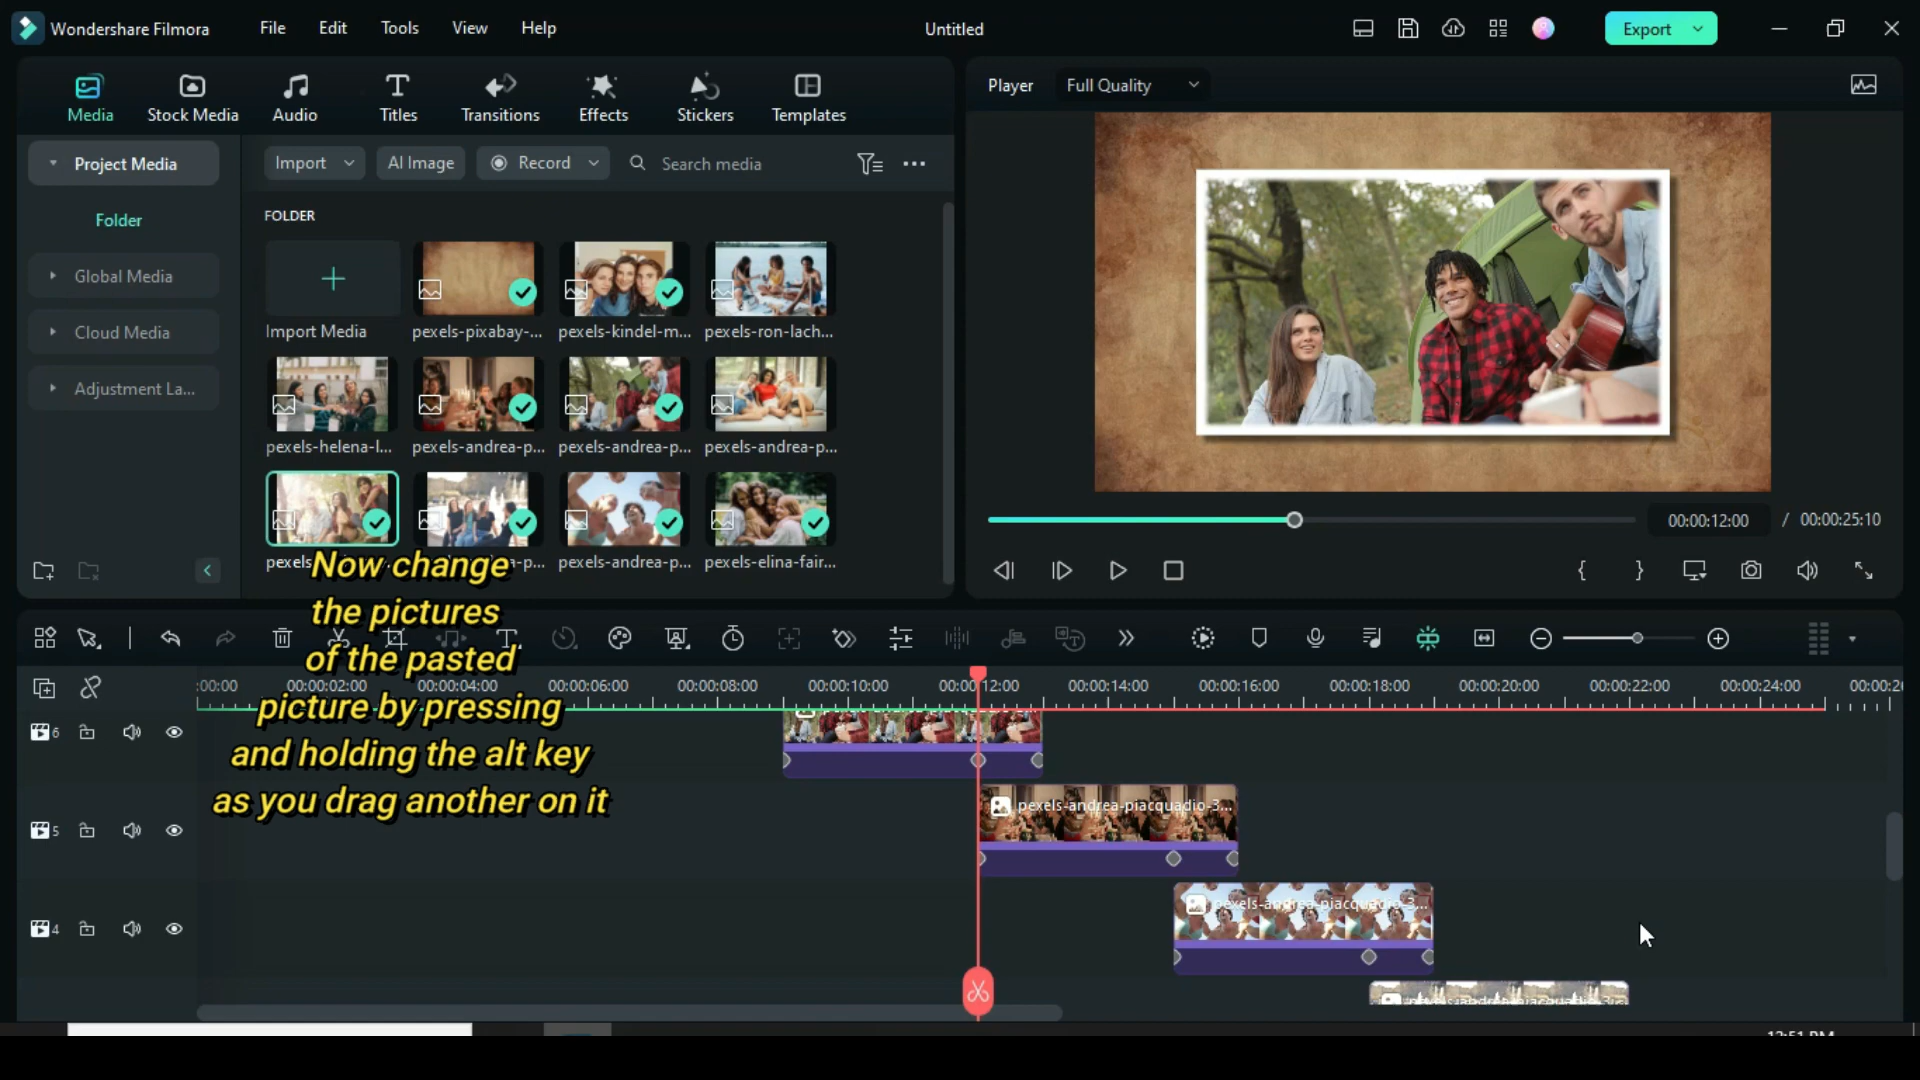 Wondershare Filmora
File
Edit
Tools
View
Help
Untitled
Export
Media
Stock Media
Audio
Titles
Transitions
Effects
Stickers
Templates
Player
Full Quality
Project Media
Import
AI Image
Record
Search media
Folder
FOLDER
Global Media
Cloud Media
Adjustment La...
Import Media
pexels-pixabay-...
pexels-kindel-m...
pexels-ron-lach...
pexels-helena-l...
pexels-andrea-p...
pexels-andrea-p...
pexels-andrea-p...
pexels-andrea-p...
pexels-elina-fair...
00:00:12:00 / 00:00:25:10
Now change
the pictures
of the pasted
picture by pressing
and holding the alt key
as you drag another on it
:00:00
00:00:02:00
00:00:04:00
00:00:06:00
00:00:08:00
00:00:10:00
00:00:12:00
00:00:14:00
00:00:16:00
00:00:18:00
00:00:20:00
00:00:22:00
00:00:24:00
6
5
pexels-andrea-piacquadio-3...
4
pexels-andrea-piacquadio-3...
pexels-andrea-piacquadio-3...
12:51 PM